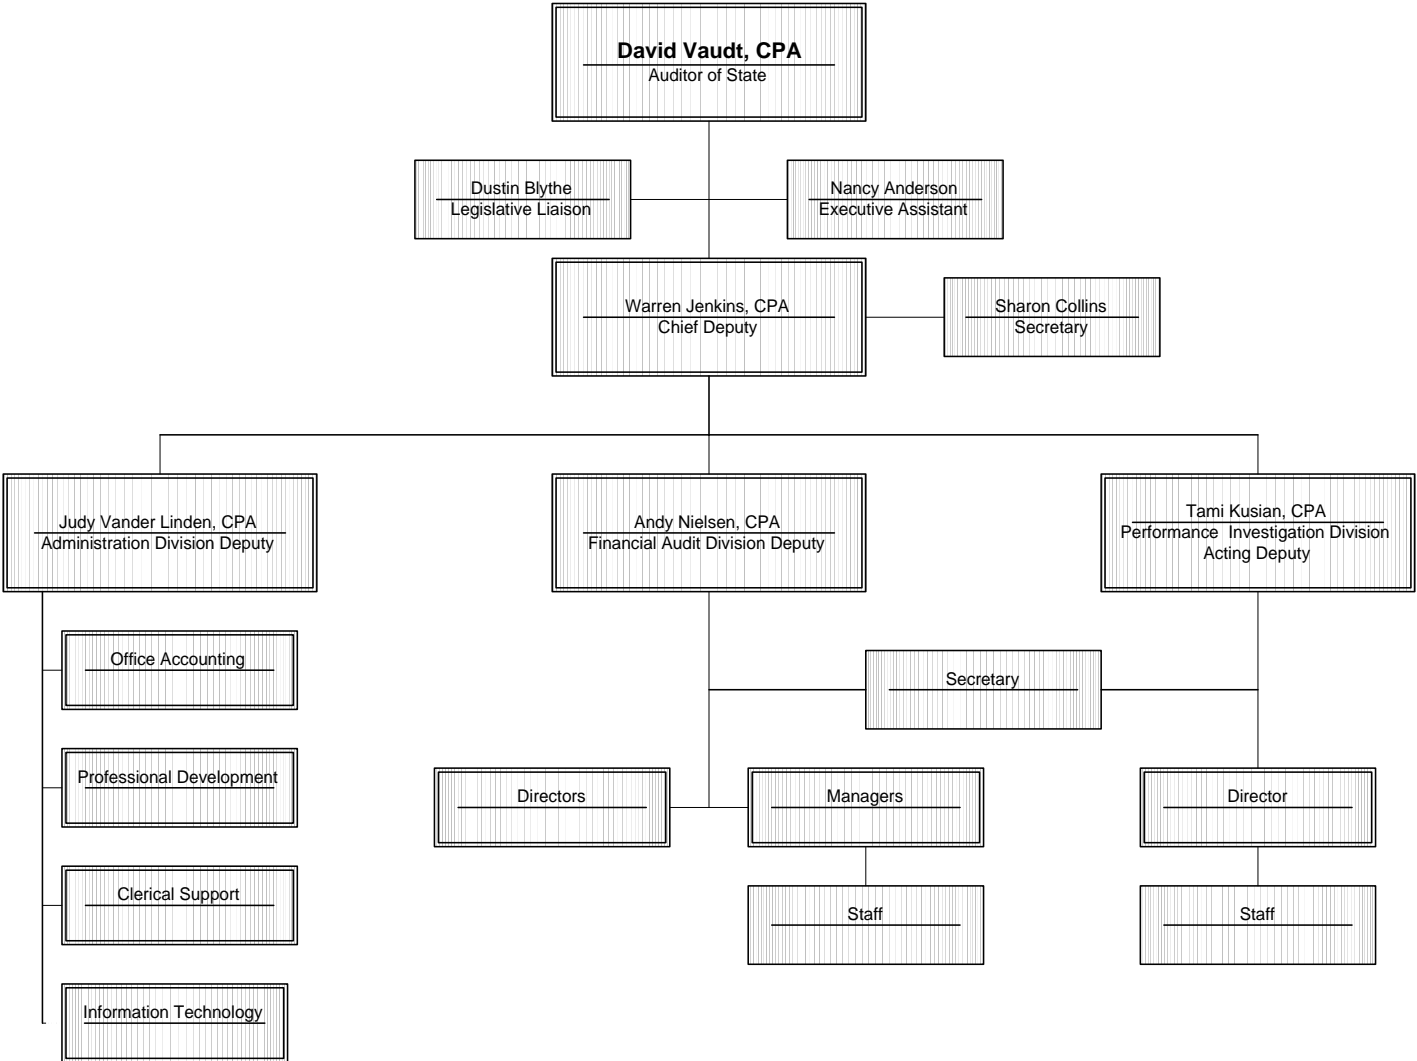 David Vaudt, CPA
Auditor of State
Dustin Blythe
Legislative Liaison
Nancy Anderson
Executive Assistant
Warren Jenkins, CPA
Chief Deputy
Sharon Collins
Secretary
Judy Vander Linden, CPA
Administration Division Deputy
Andy Nielsen, CPA
Financial Audit Division Deputy
Tami Kusian, CPA
Performance  Investigation Division
Acting Deputy
Office Accounting
Secretary
Professional Development
Directors
Managers
Director
Clerical Support
Staff
Staff
Information Technology